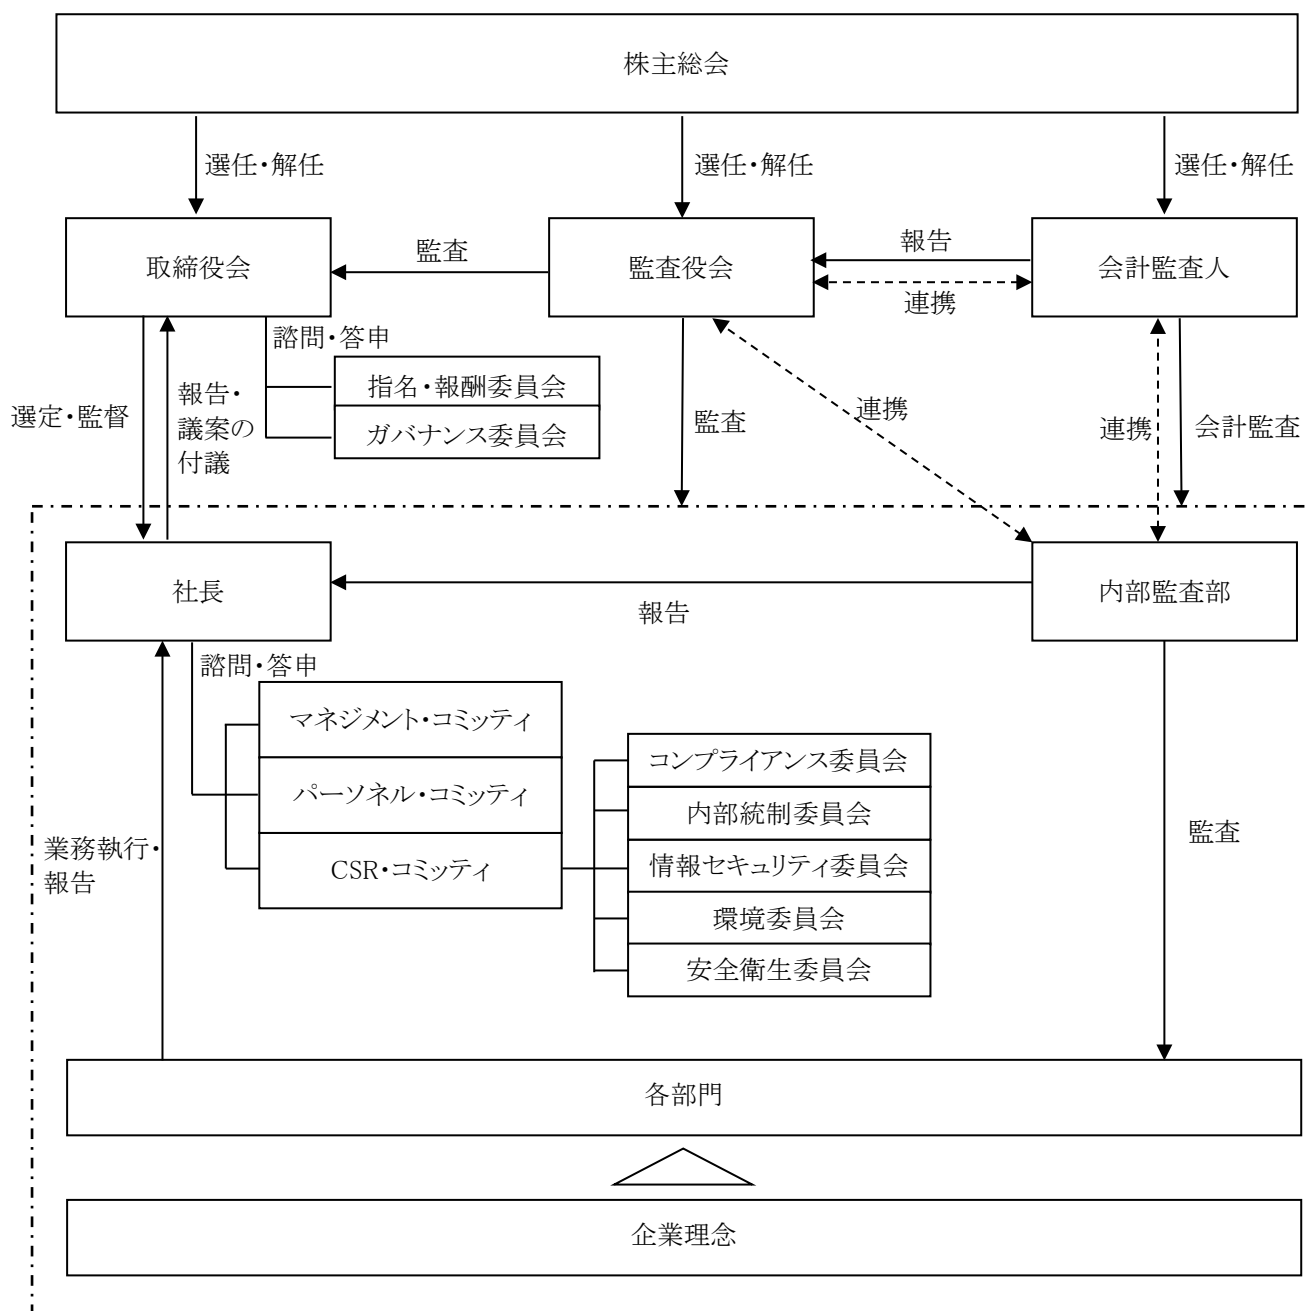 株主総会
選任・解任
選任・解任
選任・解任
取締役会
監査
監査役会
報告
連携
会計監査人
諮問・答申
指名・報酬委員会
ガバナンス委員会
選定・監督
報告・
議案の
付議
監査
連携
連携
会計監査
社長
報告
内部監査部
諮問・答申
マネジメント・コミッティ
パーソネル・コミッティ
CSR・コミッティ
コンプライアンス委員会
内部統制委員会
情報セキュリティ委員会
環境委員会
安全衛生委員会
業務執行・
報告
監査
各部門
企業理念